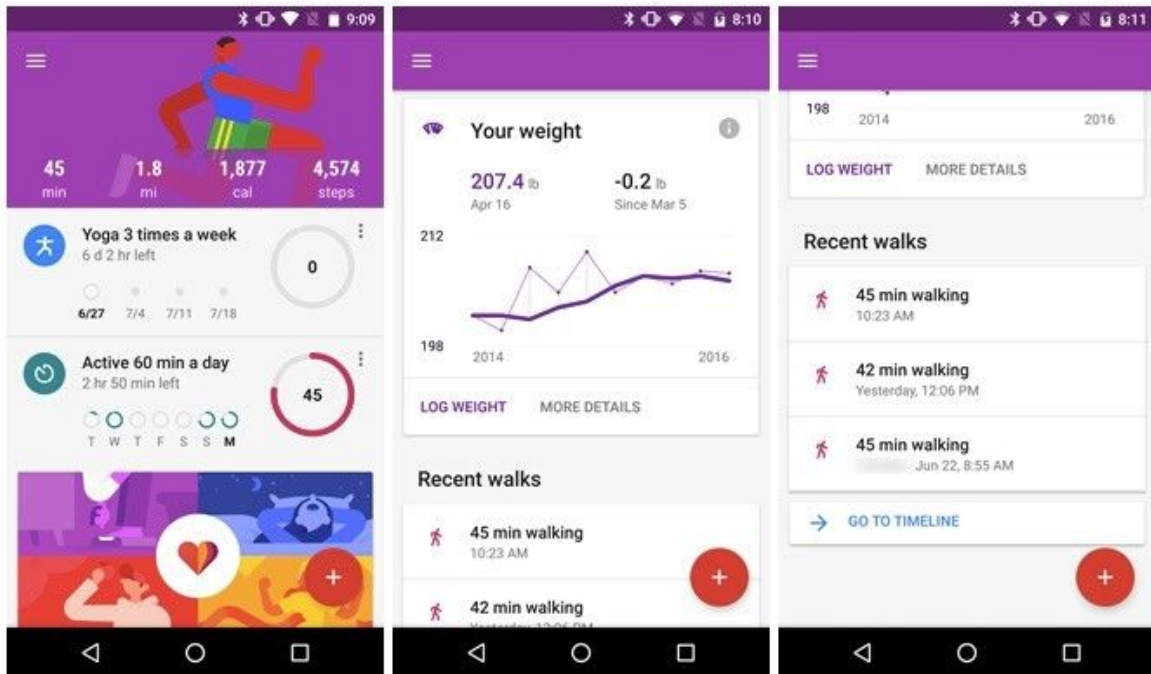 9:09
45 1.8 1,877 4,574
min mi cal steps
Yoga 3 times a week
6 d 2 hr left
0
6/27 7/4 7/11 7/18
Active 60 min a day
2 hr 50 min left
45
T W T F S S M
+
8:10
Your weight
207.4 lb -0.2 lb
Apr 16 Since Mar 5
212
198
2014 2016
LOG WEIGHT MORE DETAILS
Recent walks
45 min walking
10:23 AM
42 min walking
Yesterday, 12:06 PM
+
8:11
198
2014 2016
LOG WEIGHT MORE DETAILS
Recent walks
45 min walking
10:23 AM
42 min walking
Yesterday, 12:06 PM
45 min walking
Jun 22, 8:55 AM
GO TO TIMELINE
+